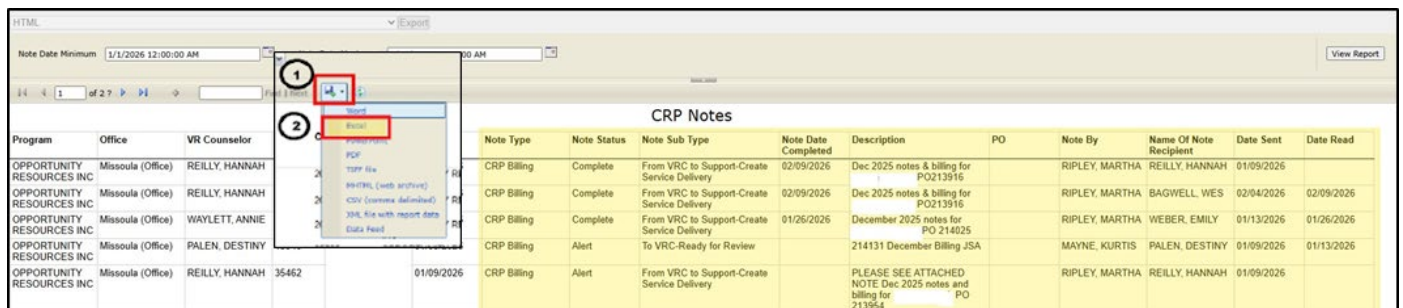 HTML Export
Note Date Minimum 1/1/2026 12:00:00 AM 00 AM View Report
1 of 2 ? Find | Next
1
Word
2
Excel
PowerPoint
PDF
TIFF file
MHTML (web archive)
CSV (comma delimited)
XML file with report data
Data Feed
CRP Notes
Program Office VR Counselor Note Type Note Status Note Sub Type Note Date Completed Description PO Note By Name Of Note Recipient Date Sent Date Read
OPPORTUNITY Missoula (Office) REILLY, HANNAH CRP Billing Complete From VRC to Support-Create 02/09/2026 Dec 2025 notes & billing for RIPLEY, MARTHA REILLY, HANNAH 01/09/2026
RESOURCES INC Service Delivery PO213916
OPPORTUNITY Missoula (Office) REILLY, HANNAH CRP Billing Complete From VRC to Support-Create 02/09/2026 Dec 2025 notes & billing for RIPLEY, MARTHA BAGWELL, WES 02/04/2026 02/09/2026
RESOURCES INC Service Delivery PO213916
OPPORTUNITY Missoula (Office) WAYLETT, ANNIE CRP Billing Complete From VRC to Support-Create 01/26/2026 December 2025 notes for RIPLEY, MARTHA WEBER, EMILY 01/13/2026 01/26/2026
RESOURCES INC Service Delivery PO 214025
OPPORTUNITY Missoula (Office) PALEN, DESTINY CRP Billing Alert To VRC-Ready for Review 214131 December Billing JSA MAYNE, KURTIS PALEN, DESTINY 01/09/2026 01/13/2026
RESOURCES INC
OPPORTUNITY Missoula (Office) REILLY, HANNAH 35462 01/09/2026 CRP Billing Alert From VRC to Support-Create PLEASE SEE ATTACHED RIPLEY, MARTHA REILLY, HANNAH 01/09/2026
RESOURCES INC Service Delivery NOTE Dec 2025 notes and
billing for PO
213954